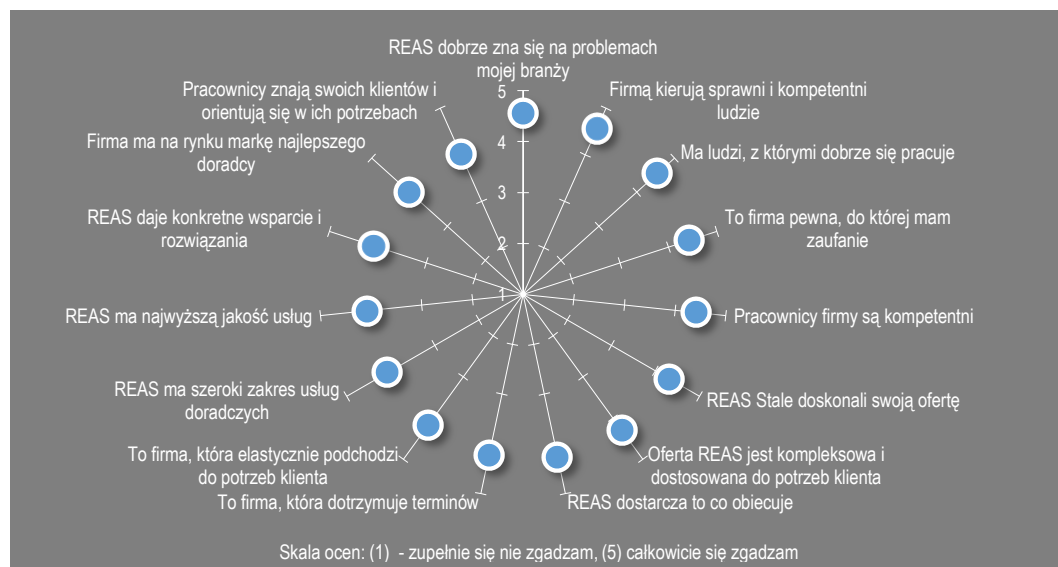 REAS dobrze zna się na problemach
mojej branży
Firmą kierują sprawni i kompetentni
ludzie
Ma ludzi, z którymi dobrze się pracuje
To firma pewna, do której mam
zaufanie
Pracownicy firmy są kompetentni
REAS Stale doskonali swoją ofertę
Oferta REAS jest kompleksowa i
dostosowana do potrzeb klienta
REAS dostarcza to co obiecuje
To firma, która dotrzymuje terminów
To firma, która elastycznie podchodzi
do potrzeb klienta
REAS ma szeroki zakres usług
doradczych
REAS ma najwyższą jakość usług
REAS daje konkretne wsparcie i
rozwiązania
Firma ma na rynku markę najlepszego
doradcy
Pracownicy znają swoich klientów i
orientują się w ich potrzebach
5
4
3
2
1
Skala ocen: (1) - zupełnie się nie zgadzam, (5) całkowicie się zgadzam